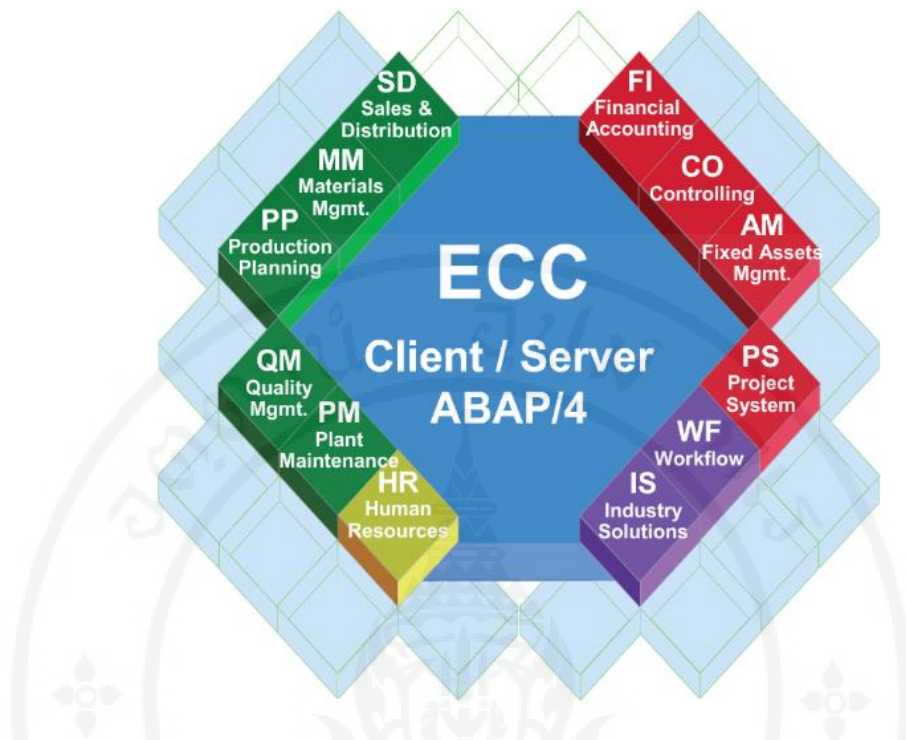 SD
Sales &
Distribution
MM
Materials
Mgmt.
PP
Production
Planning
QM
Quality
Mgmt.
PM
Plant
Maintenance
HR
Human
Resources
ECC
Client / Server
ABAP/4
FI
Financial
Accounting
CO
Controlling
AM
Fixed Assets
Mgmt.
PS
Project
System
WF
Workflow
IS
Industry
Solutions